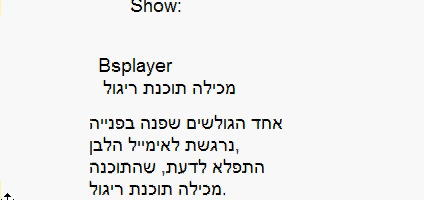 Show:
Bsplayer
מכילה תוכנת ריגול
אחד הגולשים שפנה בפנייה
נרגשת לאימייל הלבן,
התפלא לדעת, שהתוכנה
מכילה תוכנת ריגול.